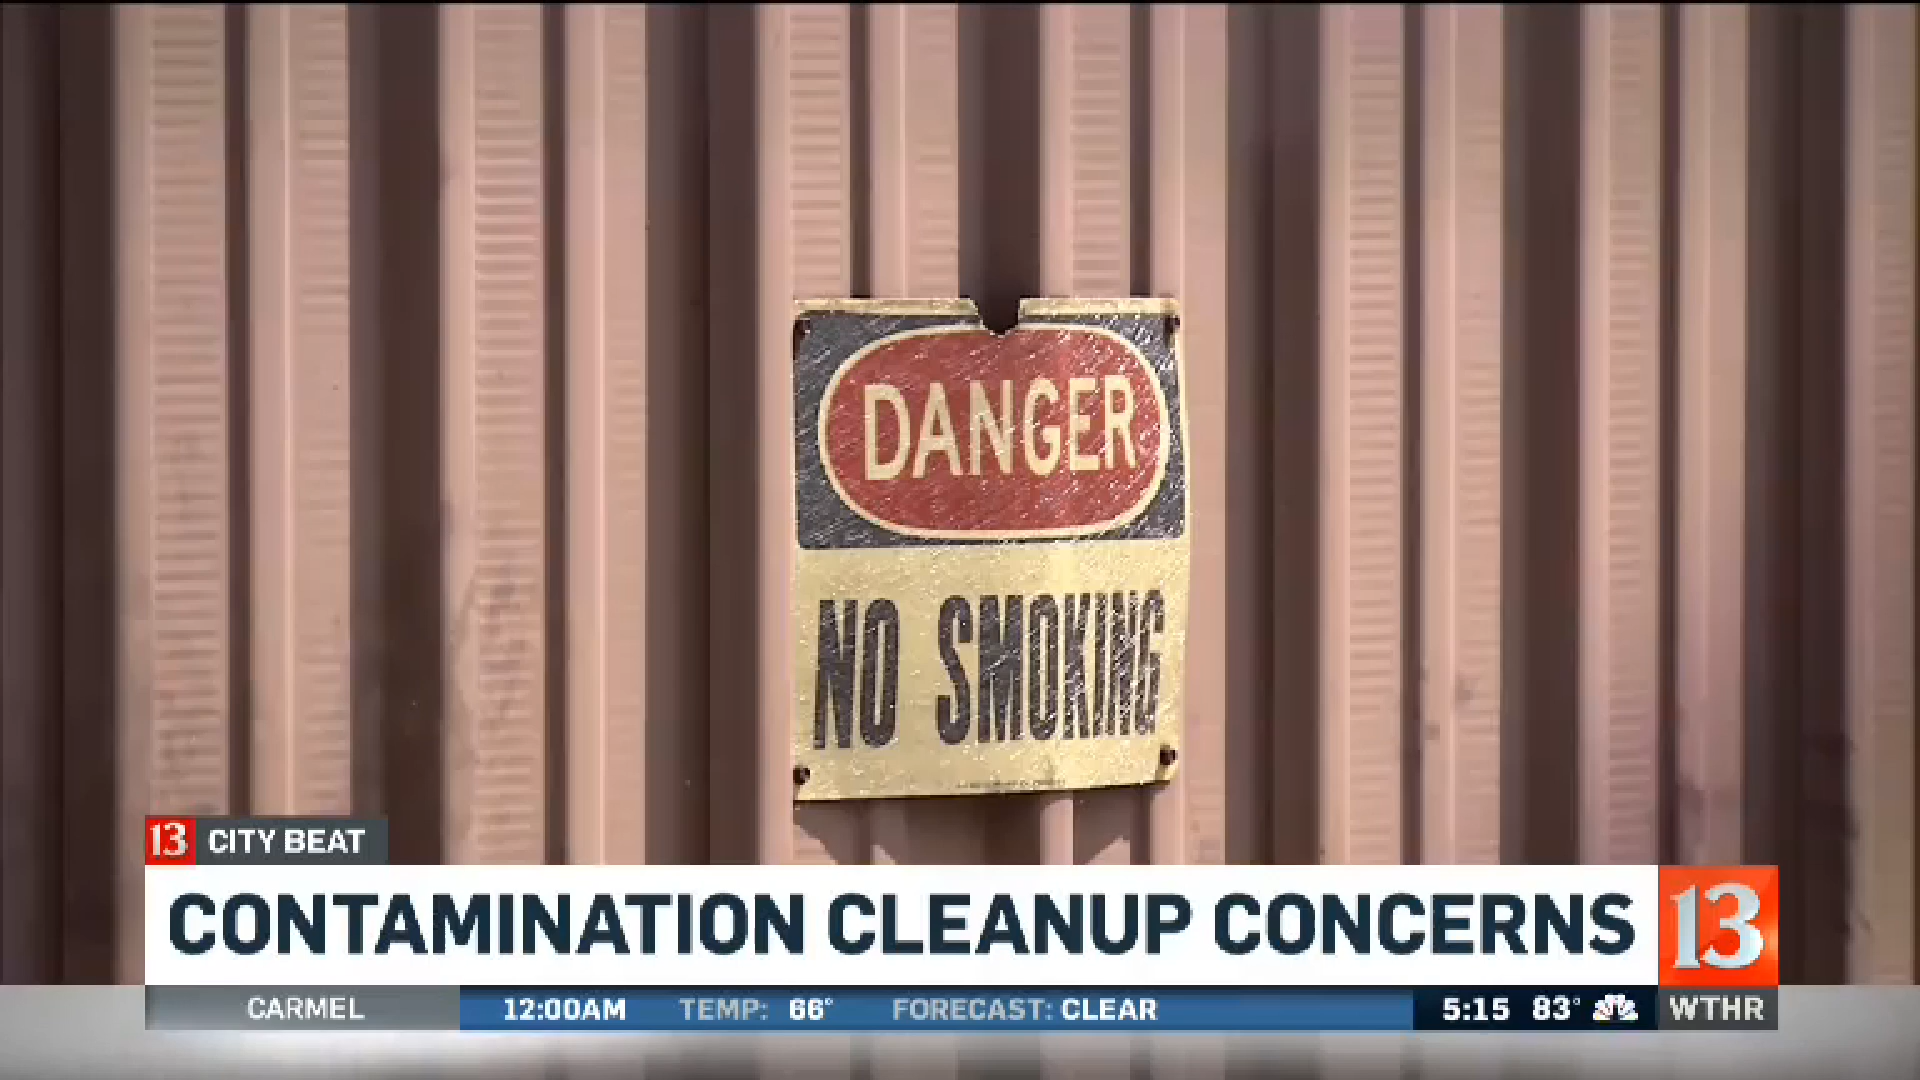 DANGER
NO SMOKING
13 CITY BEAT
CONTAMINATION CLEANUP CONCERNS
13
CARMEL 12:00AM TEMP: 66° FORECAST: CLEAR 5:15 83° WTHR